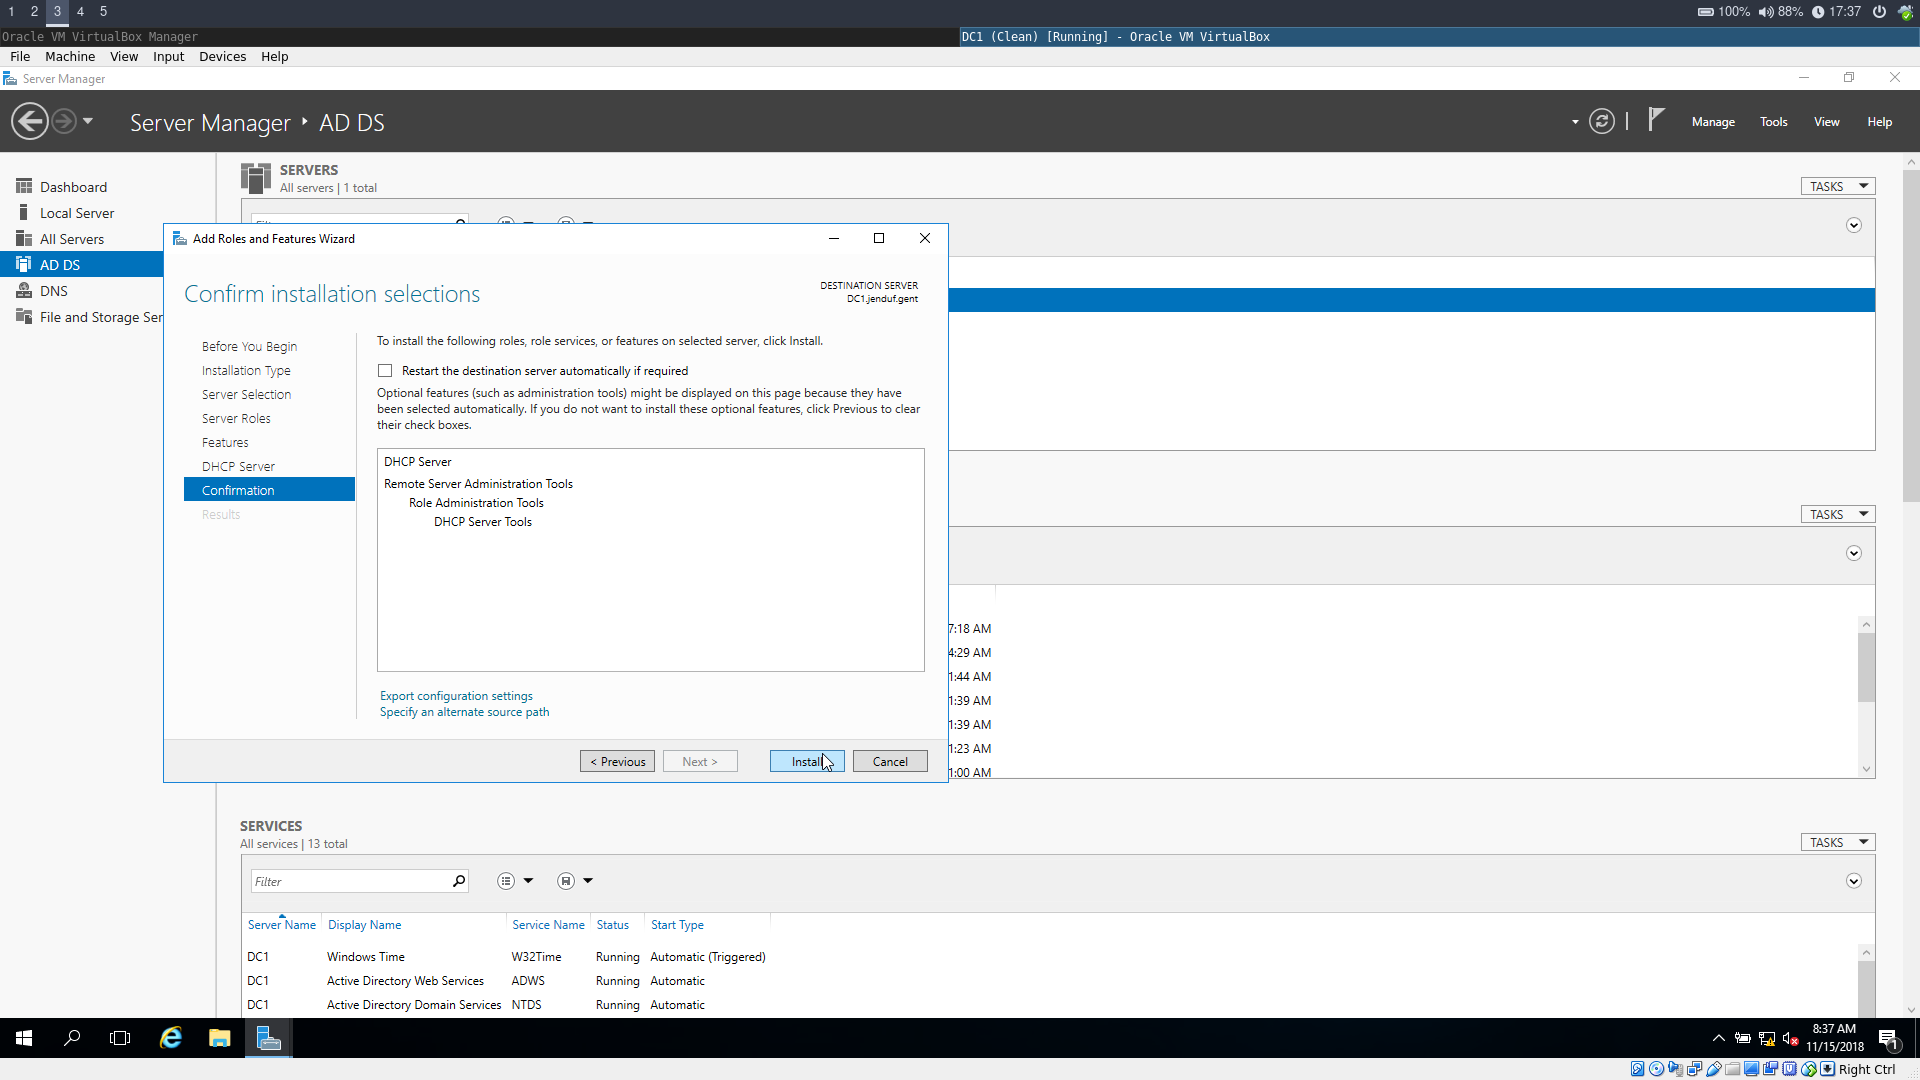 1 2 3 4 5
100% 88% 17:37
Oracle VM VirtualBox Manager
DC1 (Clean) [Running] - Oracle VM VirtualBox
File Machine View Input Devices Help
Server Manager
Server Manager ‣ AD DS
Manage Tools View Help
Dashboard
Local Server
All Servers
AD DS
DNS
File and Storage Ser
SERVERS
All servers | 1 total
TASKS
Add Roles and Features Wizard
Confirm installation selections
DESTINATION SERVER
DC1.jenduf.gent
Before You Begin
Installation Type
Server Selection
Server Roles
Features
DHCP Server
Confirmation
Results
To install the following roles, role services, or features on selected server, click Install.
Restart the destination server automatically if required
Optional features (such as administration tools) might be displayed on this page because they have
been selected automatically. If you do not want to install these optional features, click Previous to clear
their check boxes.
DHCP Server
Remote Server Administration Tools
Role Administration Tools
DHCP Server Tools
Export configuration settings
Specify an alternate source path
< Previous Next > Install Cancel
TASKS
7:18 AM
4:29 AM
1:44 AM
1:39 AM
1:39 AM
1:23 AM
1:00 AM
SERVICES
All services | 13 total
TASKS
Filter
Server Name Display Name Service Name Status Start Type
DC1 Windows Time W32Time Running Automatic (Triggered)
DC1 Active Directory Web Services ADWS Running Automatic
DC1 Active Directory Domain Services NTDS Running Automatic
8:37 AM
11/15/2018
1
Right Ctrl